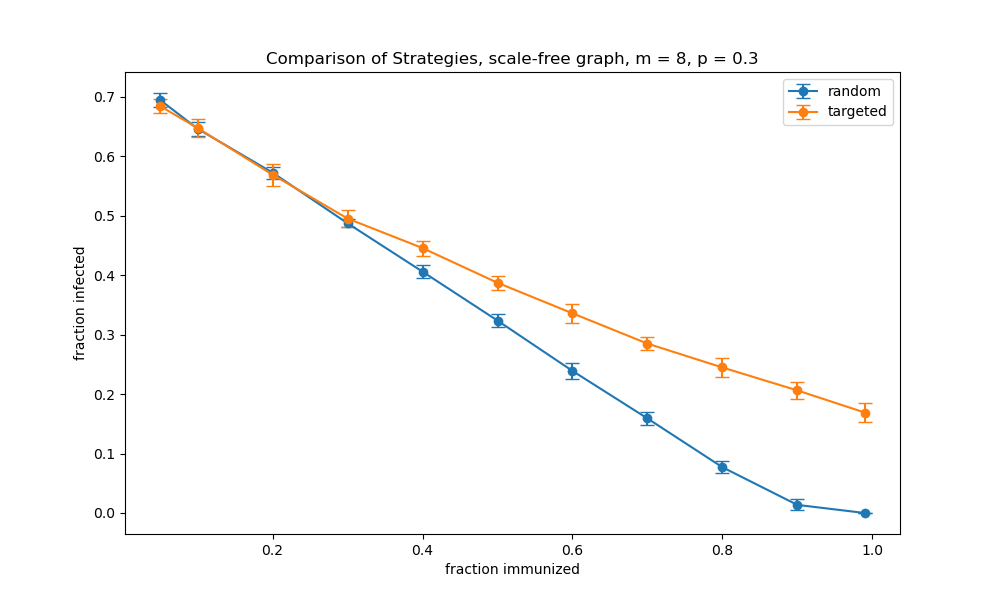 Comparison of Strategies, scale-free graph, m = 8, p = 0.3
random
targeted
fraction infected
0.7
0.6
0.5
0.4
0.3
0.2
0.1
0.0
0.2
0.4
0.6
0.8
1.0
fraction immunized